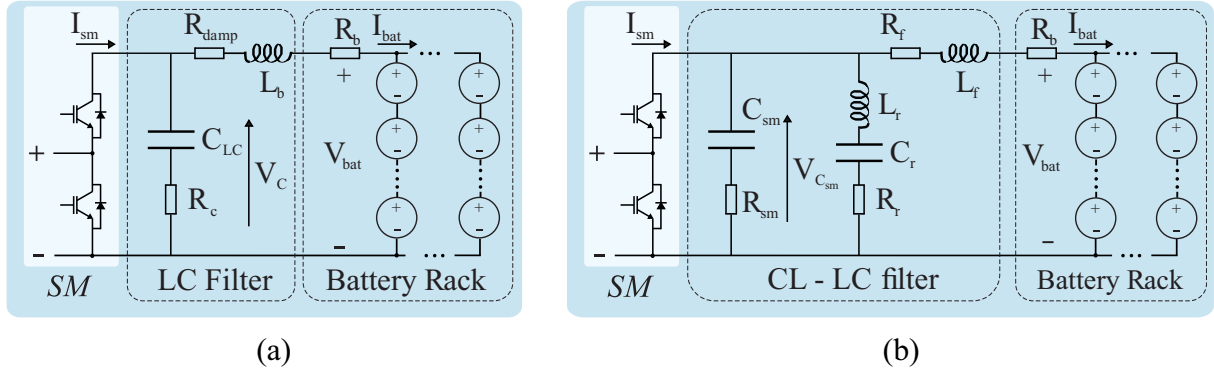 I_sm
R_damp
L_b
R_b
I_bat
+
C_LC
R_c
V_C
V_bat
+
-
-
SM
LC Filter
Battery Rack
(a)
I_sm
C_sm
R_sm
V_C_sm
L_r
C_r
R_r
R_f
L_f
R_b
I_bat
+
V_bat
+
-
-
SM
CL - LC filter
Battery Rack
(b)